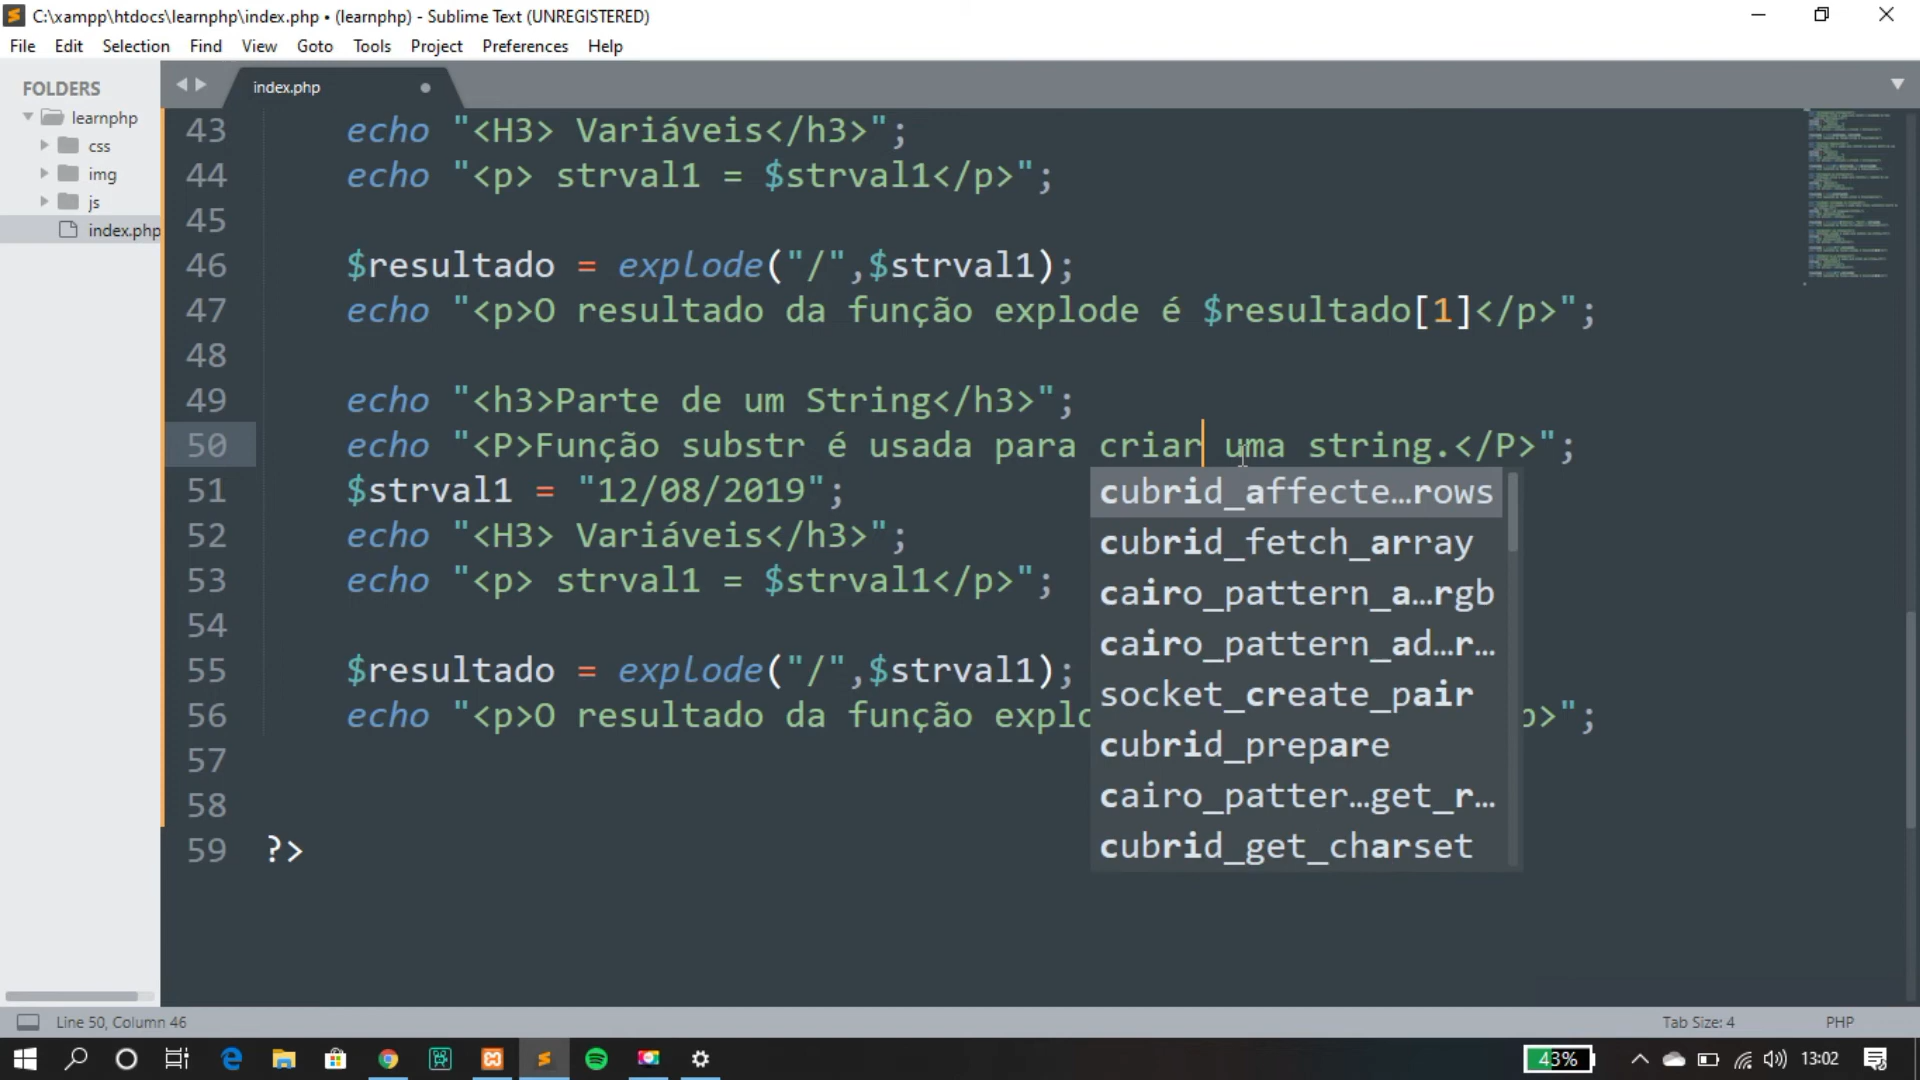 C:\xampp\htdocs\learnphp\index.php • (learnphp) - Sublime Text (UNREGISTERED)
File Edit Selection Find View Goto Tools Project Preferences Help
FOLDERS
learnphp
css
img
js
index.php
index.php
43 echo "<H3> Variáveis</h3>";
44 echo "<p> strval1 = $strval1</p>";
45
46 $resultado = explode("/",$strval1);
47 echo "<p>O resultado da função explode é $resultado[1]</p>";
48
49 echo "<h3>Parte de um String</h3>";
50 echo "<P>Função substr é usada para criar uma string.</P>";
51 $strval1 = "12/08/2019";
52 echo "<H3> Variáveis</h3>";
53 echo "<p> strval1 = $strval1</p>";
54
55 $resultado = explode("/",$strval1);
56 echo "<p>O resultado da função explo p>";
57
58
59 ?>
cubrid_affecte…rows
cubrid_fetch_array
cairo_pattern_a…rgb
cairo_pattern_ad…r…
socket_create_pair
cubrid_prepare
cairo_patter…get_r…
cubrid_get_charset
Line 50, Column 46
Tab Size: 4
PHP
43%
13:02